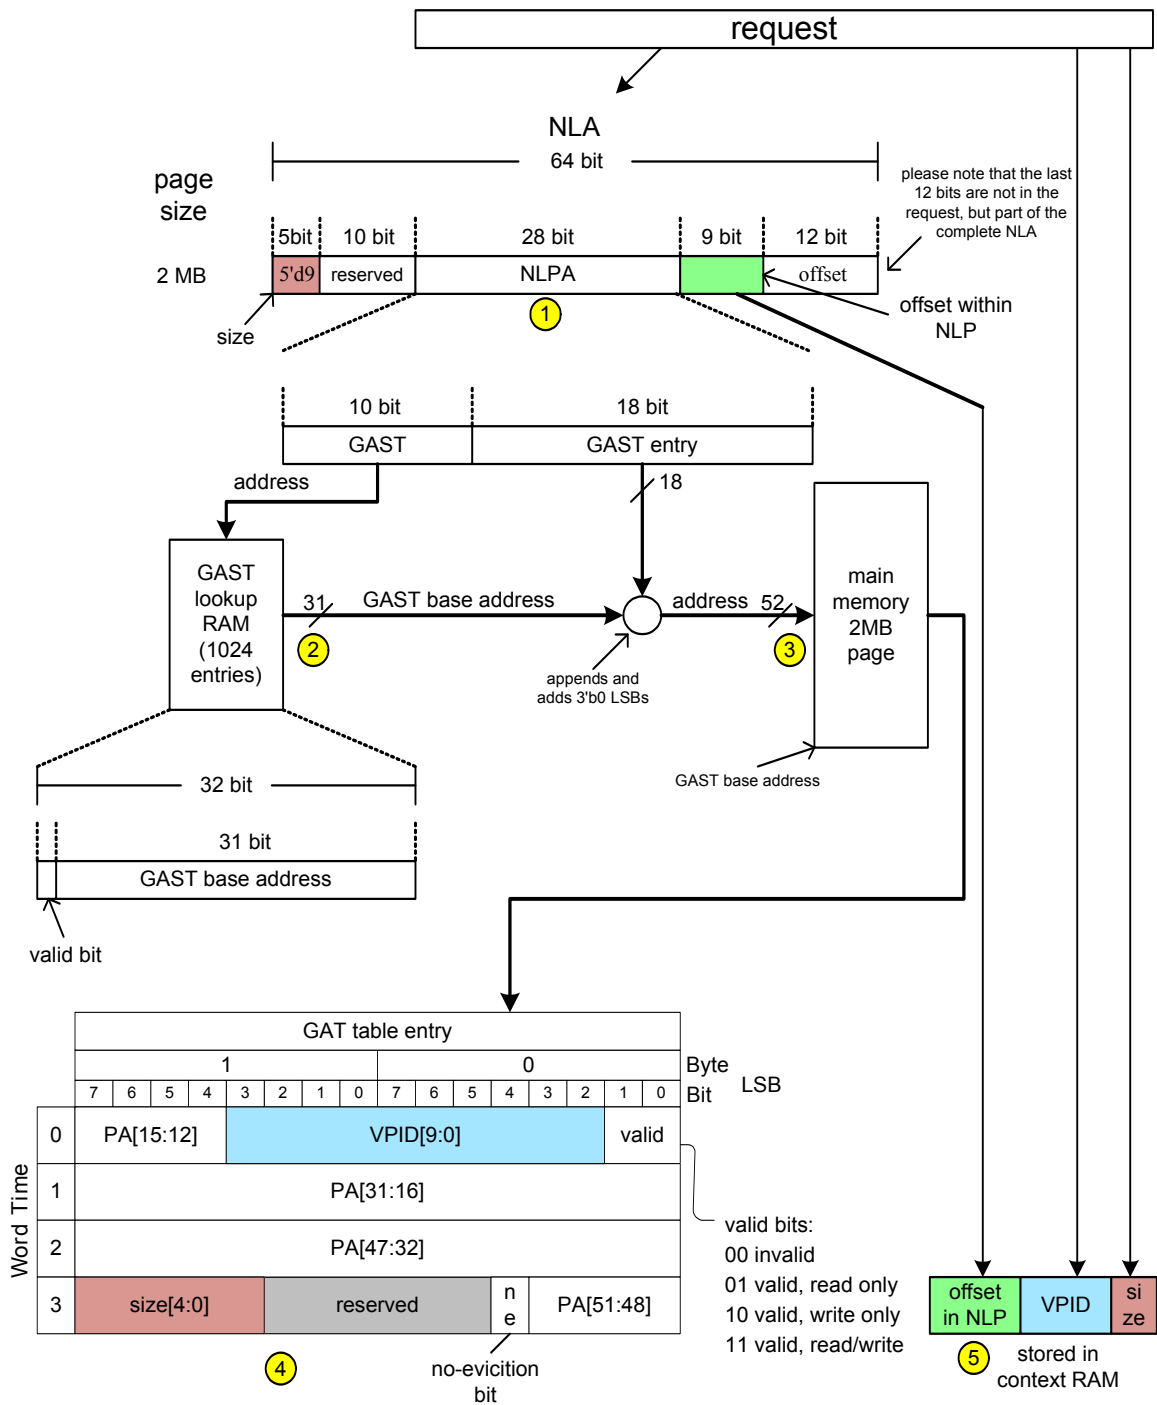 request
NLA
64 bit
page
size
please note that the last
12 bits are not in the
request, but part of the
complete NLA
5bit
10 bit
28 bit
9 bit
12 bit
2 MB
5'd9
reserved
NLPA
offset
1
size
offset within
NLP
10 bit
18 bit
GAST
GAST entry
address
18
GAST
lookup
RAM
(1024
entries)
31
GAST base address
address
52
main
memory
2MB
page
2
3
appends and
adds 3'b0 LSBs
GAST base address
32 bit
31 bit
GAST base address
valid bit
GAT table entry
1
0
Byte
7 6 5 4 3 2 1 0 7 6 5 4 3 2 1 0
Bit
LSB
Word Time
0
PA[15:12]
VPID[9:0]
valid
1
PA[31:16]
2
PA[47:32]
3
size[4:0]
reserved
n
e
PA[51:48]
valid bits:
00 invalid
01 valid, read only
10 valid, write only
11 valid, read/write
offset
in NLP
VPID
si
ze
4
no-evicition
bit
5
stored in
context RAM